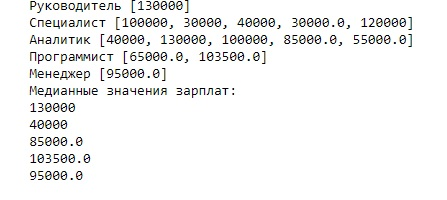 Руководитель [130000]
Специалист [100000, 30000, 40000, 30000.0, 120000]
Аналитик [40000, 130000, 100000, 85000.0, 55000.0]
Программист [65000.0, 103500.0]
Менеджер [95000.0]
Медианные значения зарплат:
130000
40000
85000.0
103500.0
95000.0